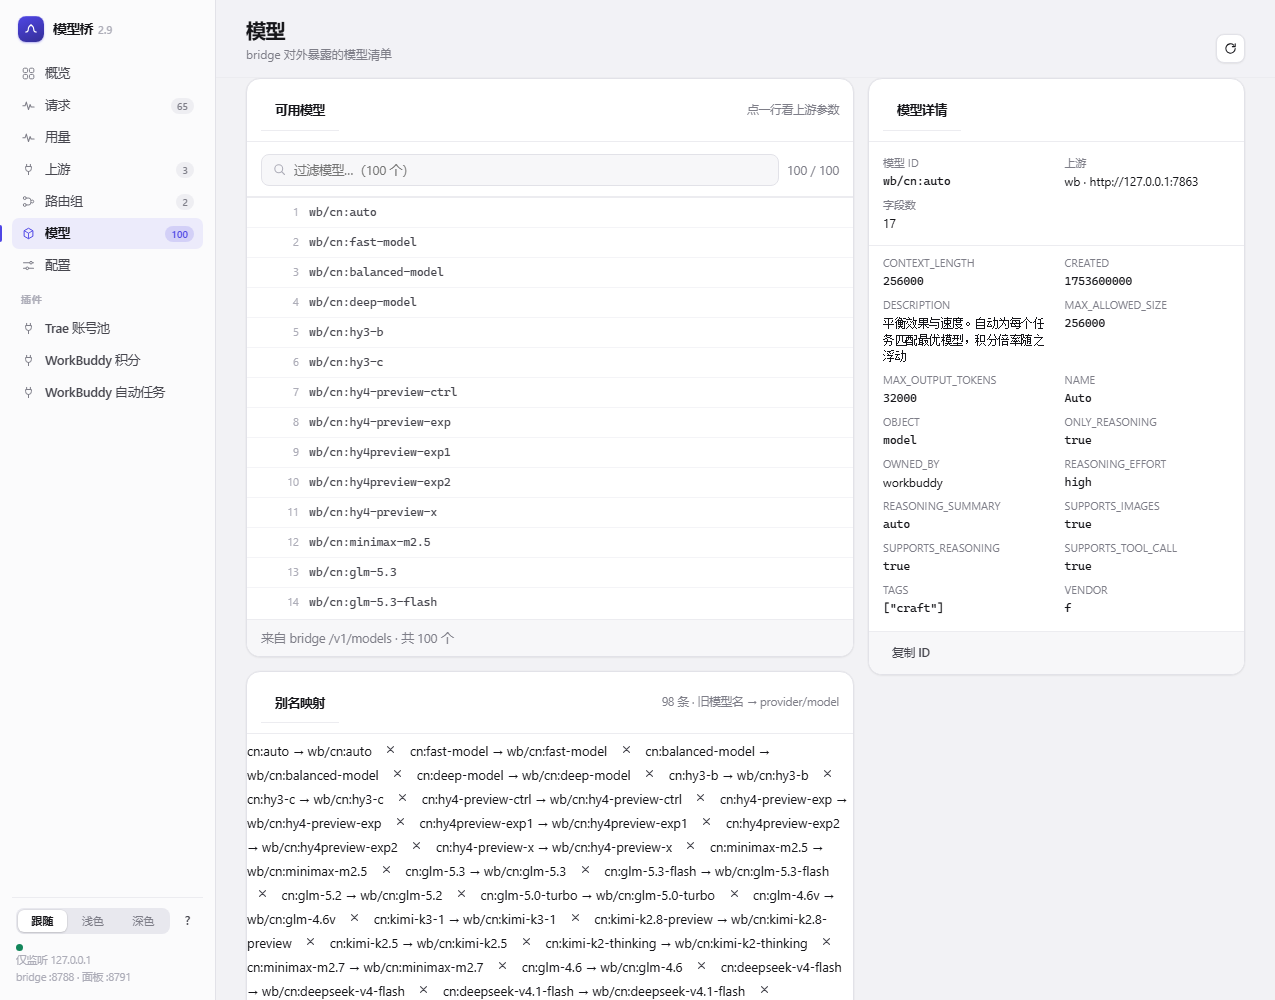 模型桥 2.9
概览
请求 65
用量
上游 3
路由组 2
模型 100
配置
插件
Trae 账号池
WorkBuddy 积分
WorkBuddy 自动任务
跟随 浅色 深色 ?
仅监听 127.0.0.1
bridge :8788 · 面板 :8791
模型
bridge 对外暴露的模型清单
可用模型 点一行看上游参数
过滤模型... （100 个） 100 / 100
1 wb/cn:auto
2 wb/cn:fast-model
3 wb/cn:balanced-model
4 wb/cn:deep-model
5 wb/cn:hy3-b
6 wb/cn:hy3-c
7 wb/cn:hy4-preview-ctrl
8 wb/cn:hy4-preview-exp
9 wb/cn:hy4preview-exp1
10 wb/cn:hy4preview-exp2
11 wb/cn:hy4-preview-x
12 wb/cn:minimax-m2.5
13 wb/cn:glm-5.3
14 wb/cn:glm-5.3-flash
来自 bridge /v1/models · 共 100 个
别名映射 98 条 · 旧模型名 → provider/model
cn:auto → wb/cn:auto × cn:fast-model → wb/cn:fast-model × cn:balanced-model →
wb/cn:balanced-model × cn:deep-model → wb/cn:deep-model × cn:hy3-b → wb/cn:hy3-b ×
cn:hy3-c → wb/cn:hy3-c × cn:hy4-preview-ctrl → wb/cn:hy4-preview-ctrl × cn:hy4-preview-exp →
wb/cn:hy4-preview-exp × cn:hy4preview-exp1 → wb/cn:hy4preview-exp1 × cn:hy4preview-exp2
→ wb/cn:hy4preview-exp2 × cn:hy4-preview-x → wb/cn:hy4-preview-x × cn:minimax-m2.5 →
wb/cn:minimax-m2.5 × cn:glm-5.3 → wb/cn:glm-5.3 × cn:glm-5.3-flash → wb/cn:glm-5.3-flash
× cn:glm-5.2 → wb/cn:glm-5.2 × cn:glm-5.0-turbo → wb/cn:glm-5.0-turbo × cn:glm-4.6v →
wb/cn:glm-4.6v × cn:kimi-k3-1 → wb/cn:kimi-k3-1 × cn:kimi-k2.8-preview → wb/cn:kimi-k2.8-
preview × cn:kimi-k2.5 → wb/cn:kimi-k2.5 × cn:kimi-k2-thinking → wb/cn:kimi-k2-thinking ×
cn:minimax-m2.7 → wb/cn:minimax-m2.7 × cn:glm-4.6 → wb/cn:glm-4.6 × cn:deepseek-v4-flash
→ wb/cn:deepseek-v4-flash × cn:deepseek-v4.1-flash → wb/cn:deepseek-v4.1-flash ×
模型详情
模型 ID 上游
wb/cn:auto wb · http://127.0.0.1:7863
字段数
17
CONTEXT_LENGTH CREATED
256000 1753600000
DESCRIPTION MAX_ALLOWED_SIZE
平衡效果与速度。自动为每个任 256000
务匹配最优模型，积分倍率随之
浮动
MAX_OUTPUT_TOKENS NAME
32000 Auto
OBJECT ONLY_REASONING
model true
OWNED_BY REASONING_EFFORT
workbuddy high
REASONING_SUMMARY SUPPORTS_IMAGES
auto true
SUPPORTS_REASONING SUPPORTS_TOOL_CALL
true true
TAGS VENDOR
["craft"] f
复制 ID